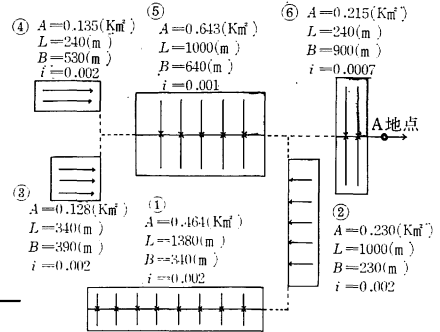 ④ A=0.135(K㎡)
L=240(m)
B=530(m)
i=0.002
⑤ A=0.643(K㎡)
L=1000(m)
B=640(m)
i=0.001
⑥ A=0.215(K㎡)
L=240(m)
B=900(m)
i=0.0007
A地点
③ A=0.128(K㎡)
L=340(m)
B=390(m)
i=0.002
① A=0.464(K㎡)
L=1380(m)
B=340(m)
i=0.002
② A=0.230(K㎡)
L=1000(m)
B=230(m)
i=0.002